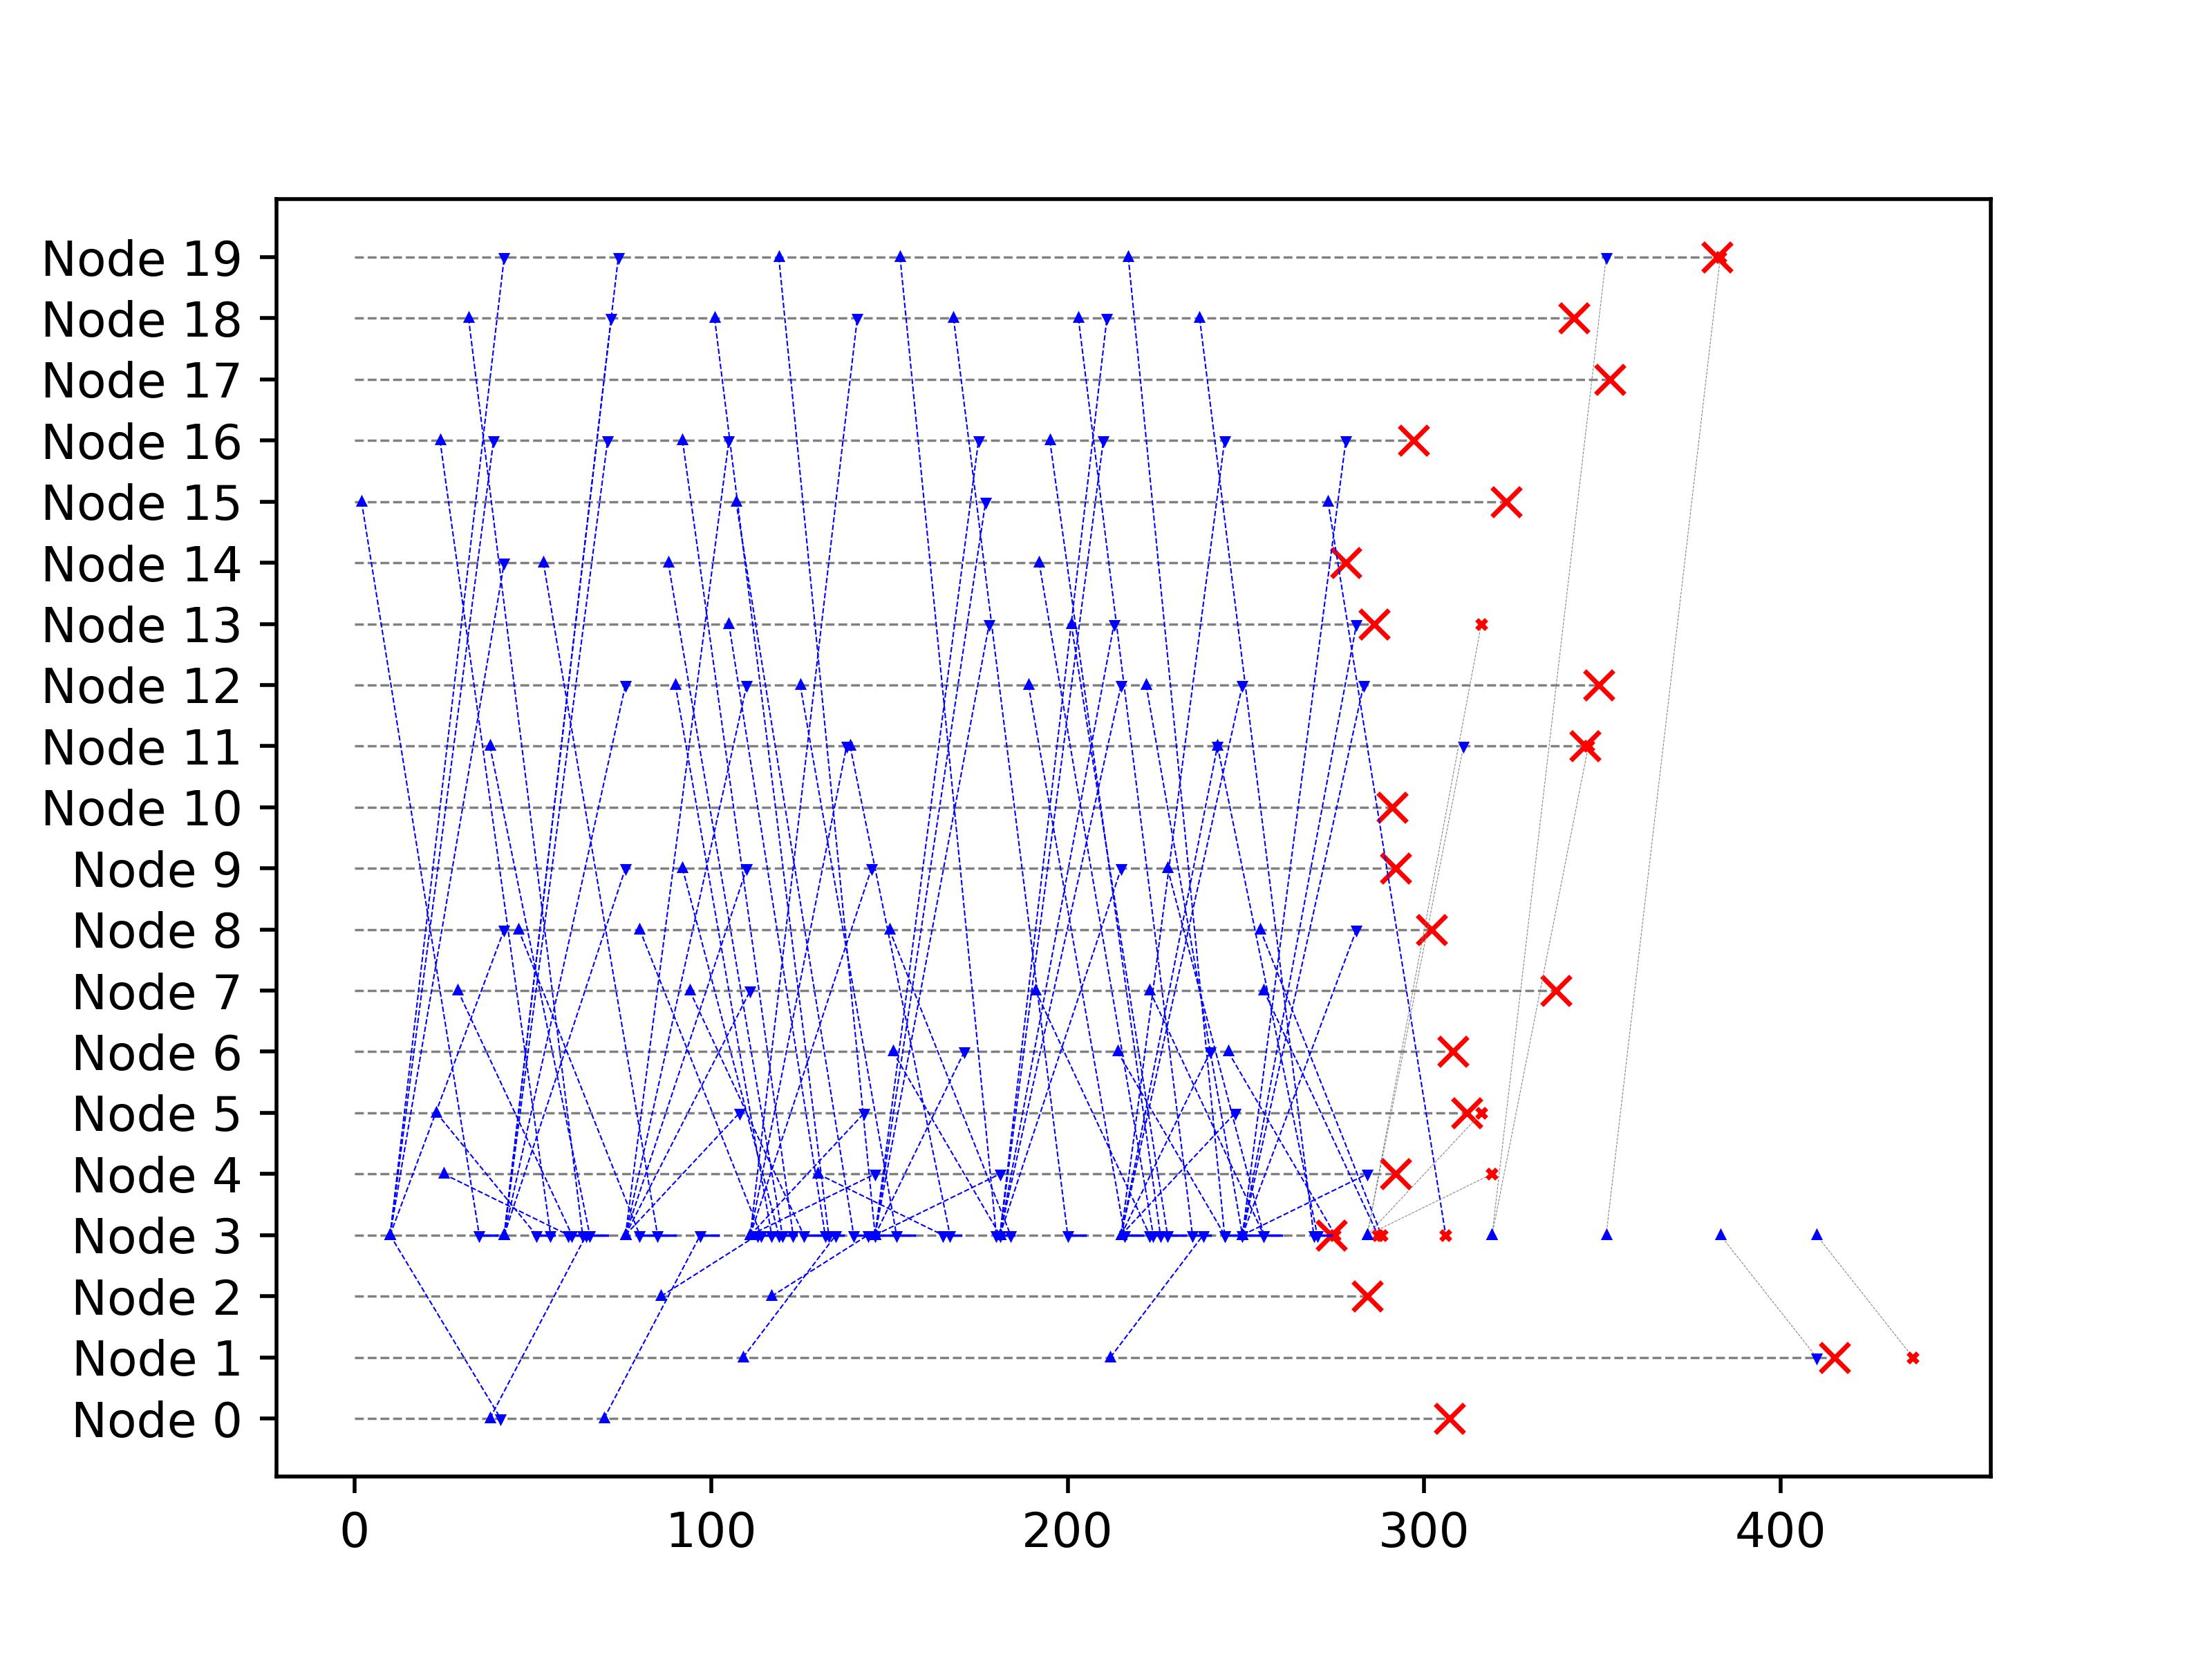 Node 19
Node 18
Node 17
Node 16
Node 15
Node 14
Node 13
Node 12
Node 11
Node 10
Node 9
Node 8
Node 7
Node 6
Node 5
Node 4
Node 3
Node 2
Node 1
Node 0
0 100 200 300 400